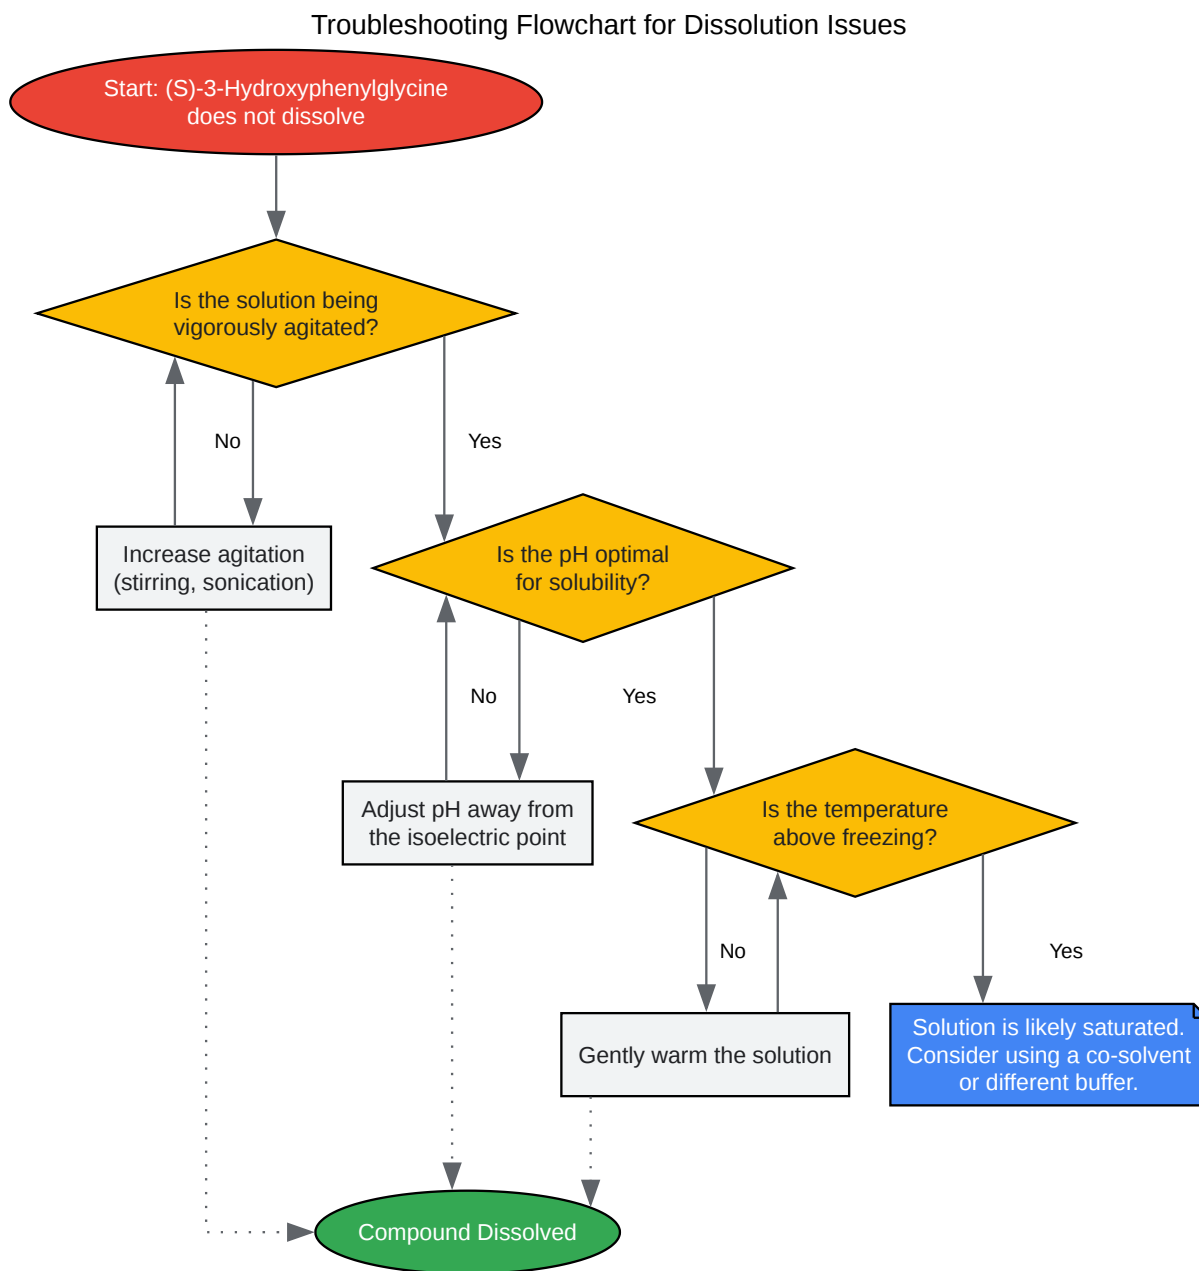 Troubleshooting Flowchart for Dissolution Issues
Start: (S)-3-Hydroxyphenylglycine
does not dissolve
Is the solution being
vigorously agitated?
No
Yes
Increase agitation
(stirring, sonication)
Is the pH optimal
for solubility?
No
Yes
Adjust pH away from
the isoelectric point
Is the temperature
above freezing?
No
Yes
Gently warm the solution
Solution is likely saturated.
Consider using a co-solvent
or different buffer.
Compound Dissolved